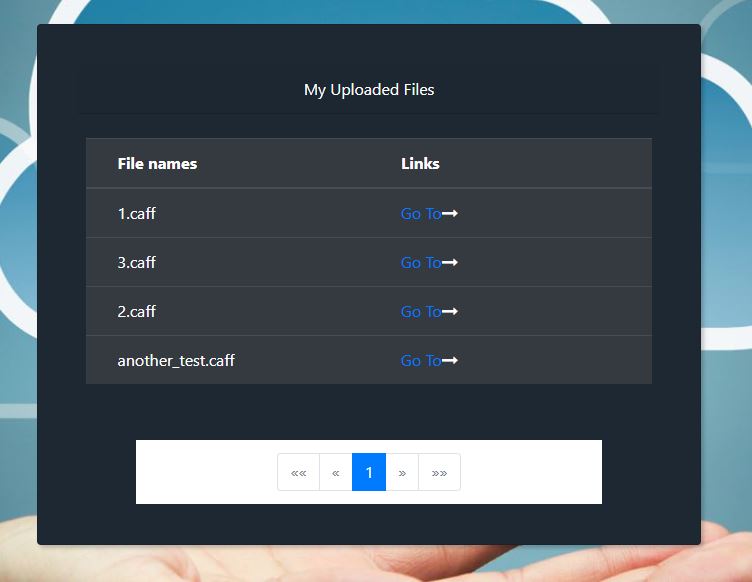 My Uploaded Files
File names Links
1.caff Go To
3.caff Go To
2.caff Go To
another_test.caff Go To
«« « 1 » »»